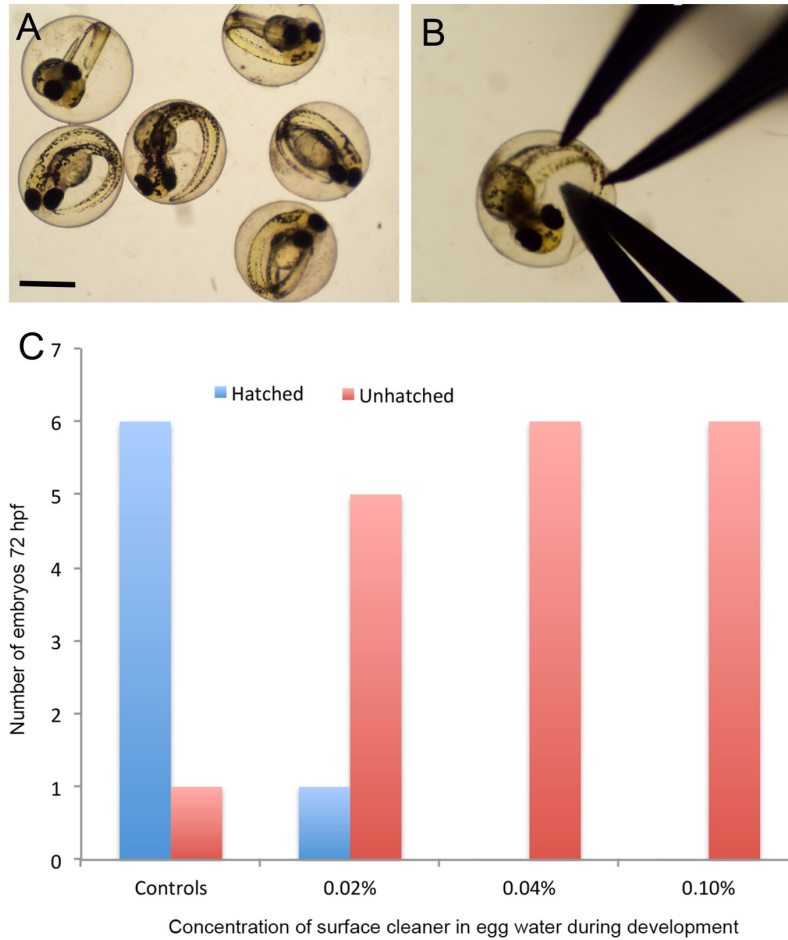 A
B
C
7
6
5
4
3
2
1
0
Hatched
Unhatched
Number of embryos 72 hpf
Controls
0.02%
0.04%
0.10%
Concentration of surface cleaner in egg water during development